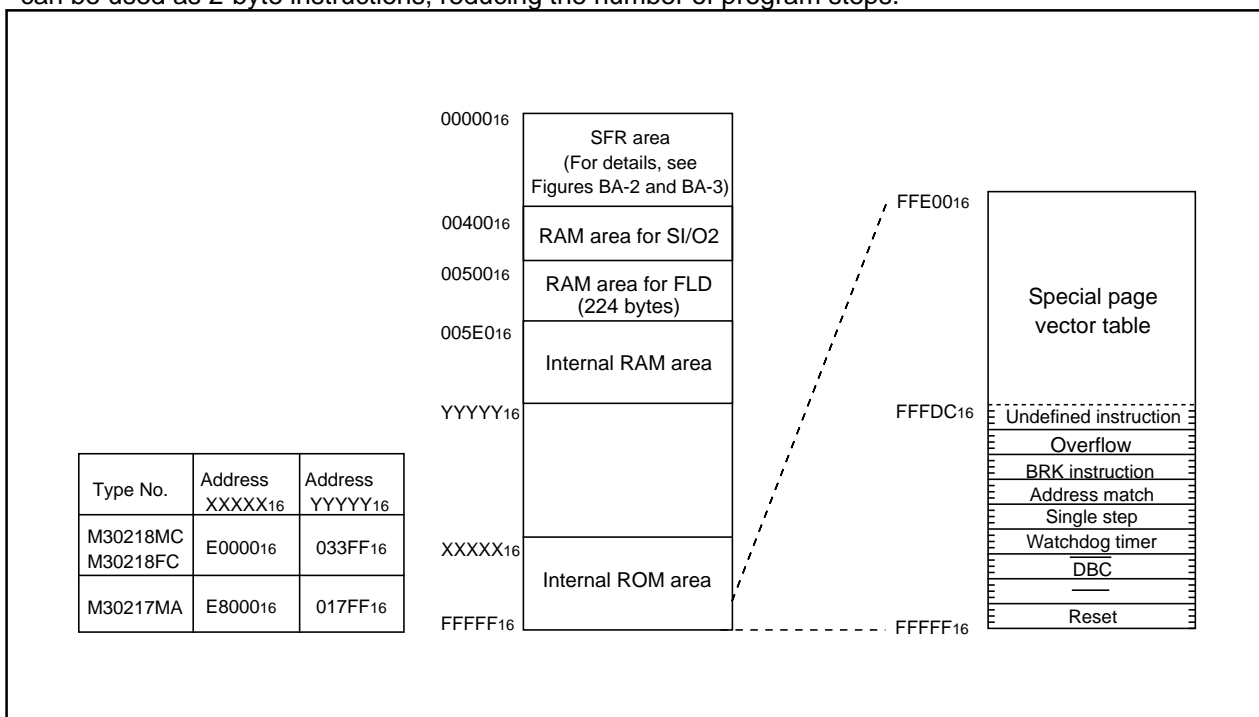 can be used as 2-byte instructions, reducing the number of program steps.
0000016
SFR area
(For details, see
Figures BA-2 and BA-3)
0040016
RAM area for SI/O2
0050016
RAM area for FLD
(224 bytes)
005E016
Internal RAM area
YYYYY16
XXXXX16
Internal ROM area
FFFFF16
Type No.
Address
XXXXX16
Address
YYYYY16
M30218MC
M30218FC
E000016
033FF16
M30217MA
E800016
017FF16
FFE0016
Special page
vector table
FFFDC16
Undefined instruction
Overflow
BRK instruction
Address match
Single step
Watchdog timer
DBC
Reset
FFFFF16